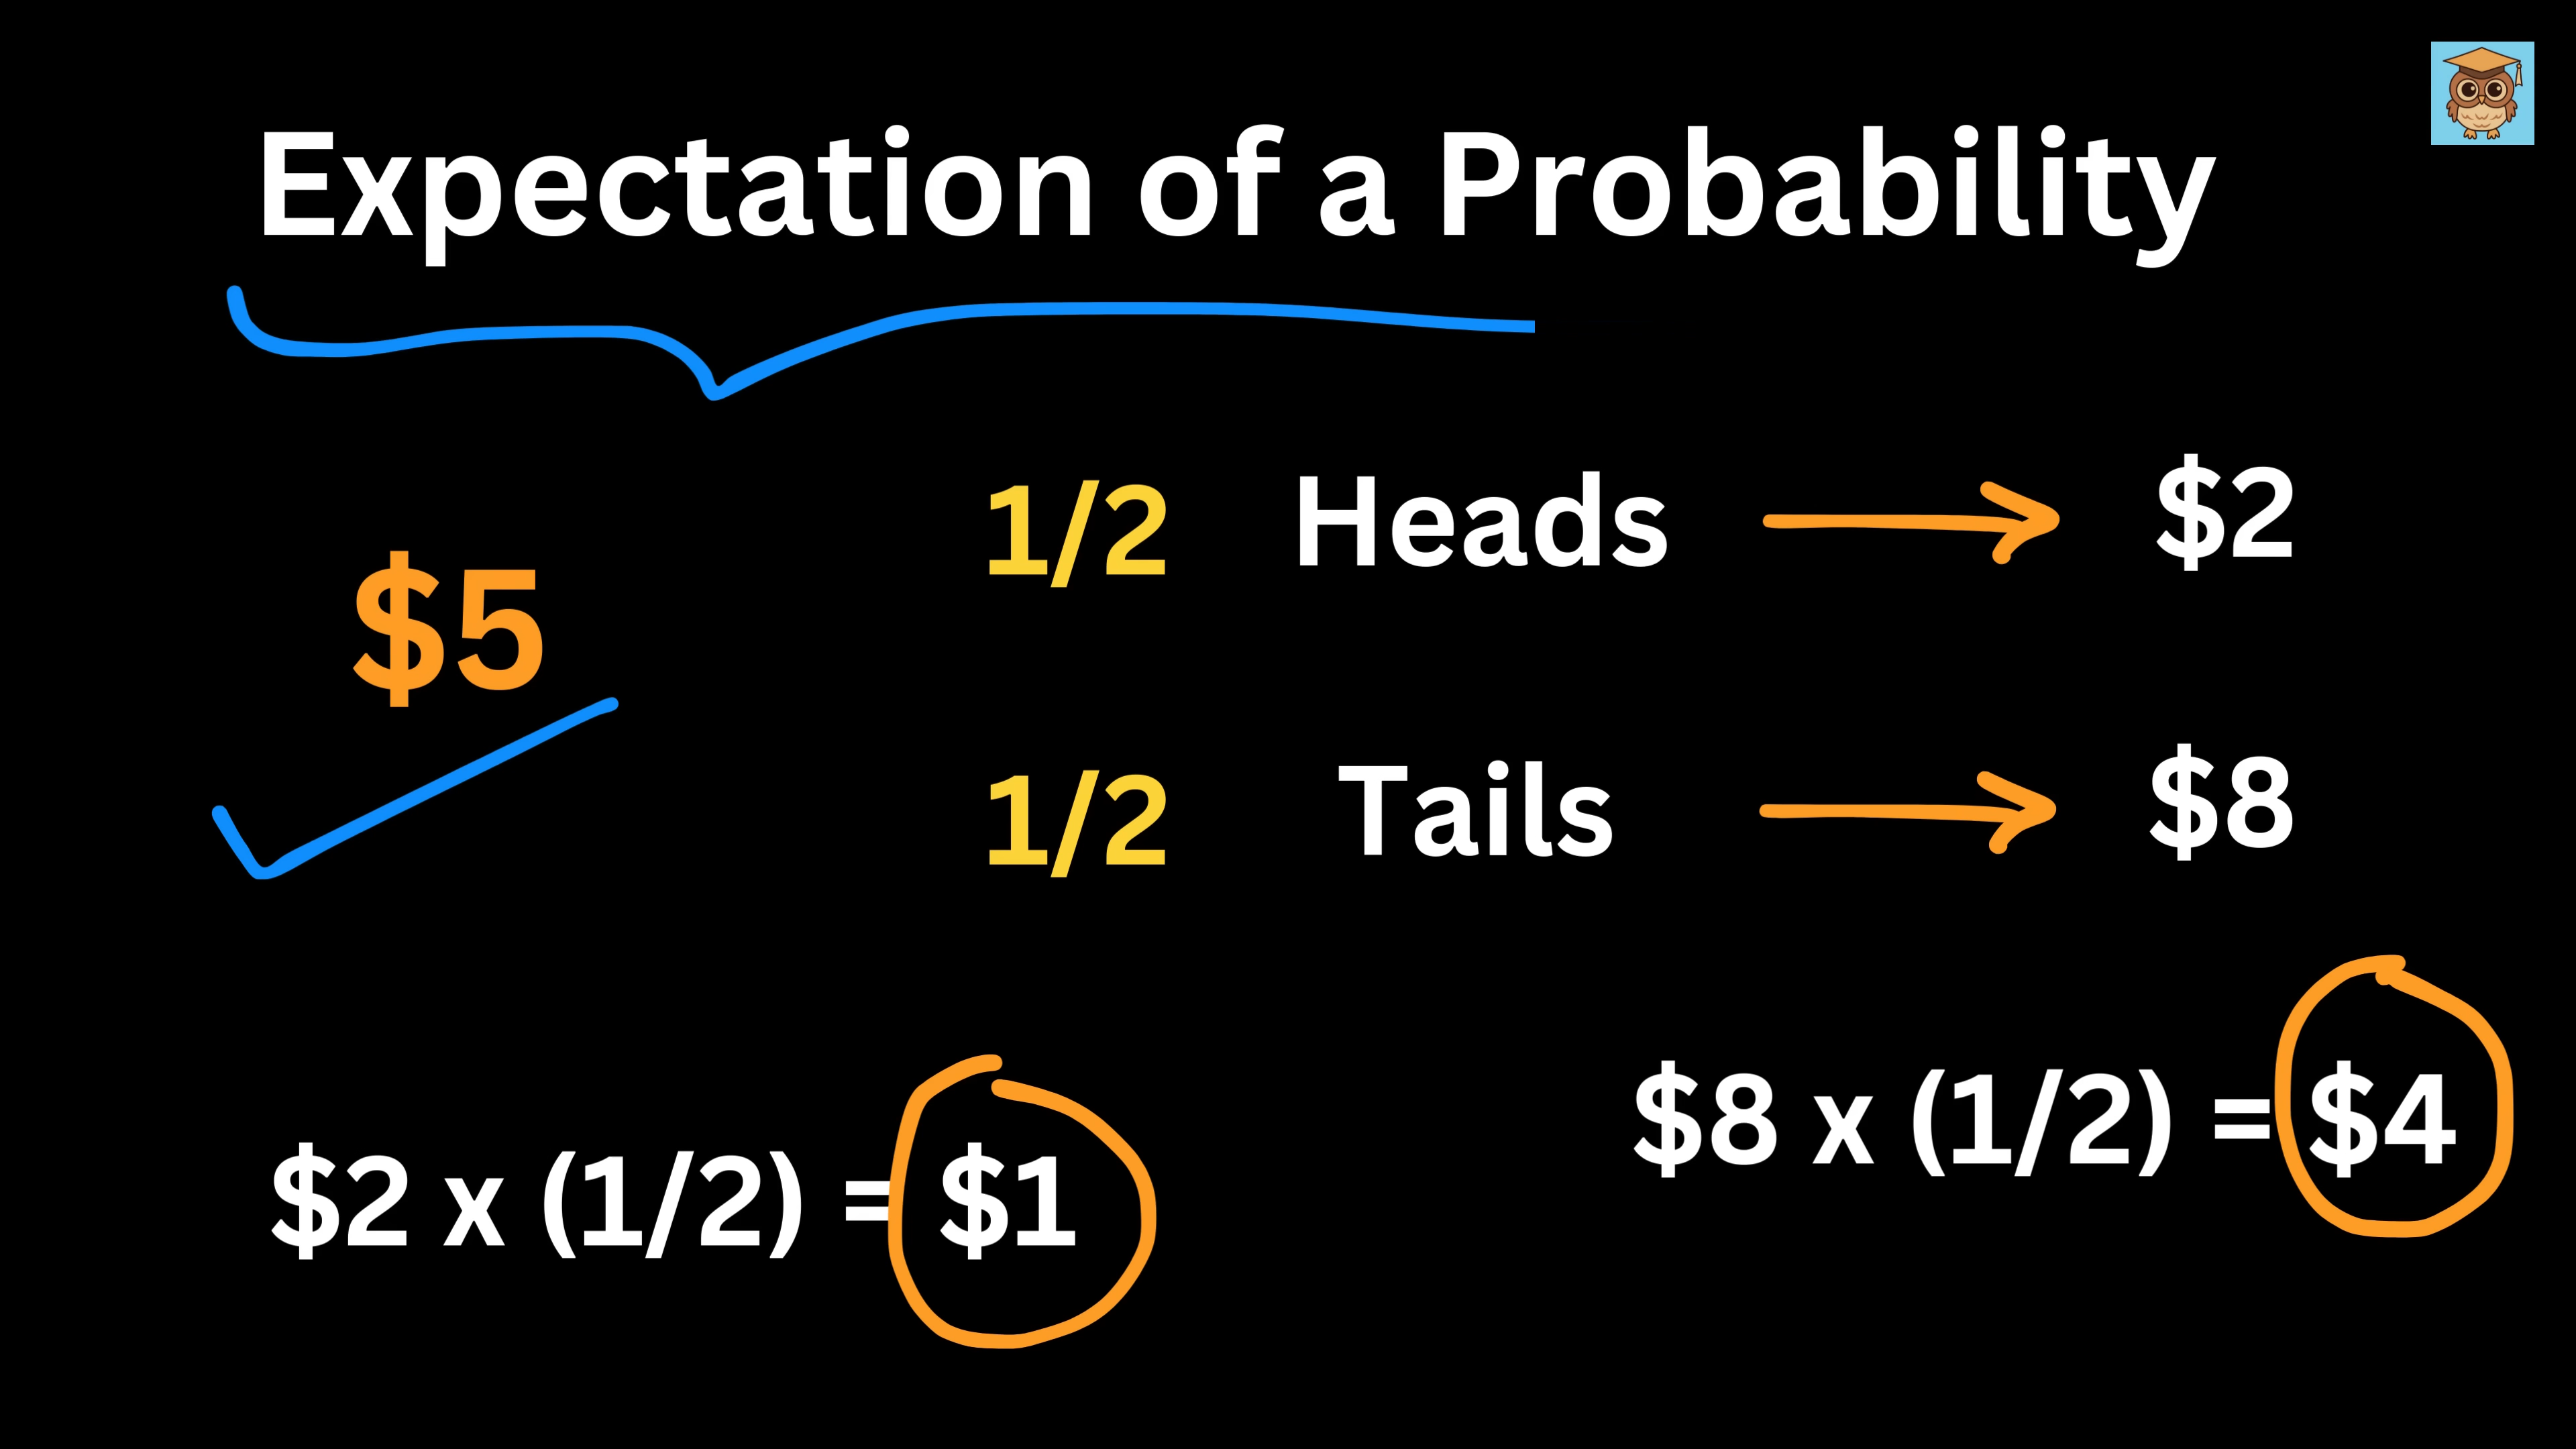 Expectation of a Probability
1/2 Heads $2
$5
1/2 Tails $8
$8 x (1/2) = $4
$2 x (1/2) = $1